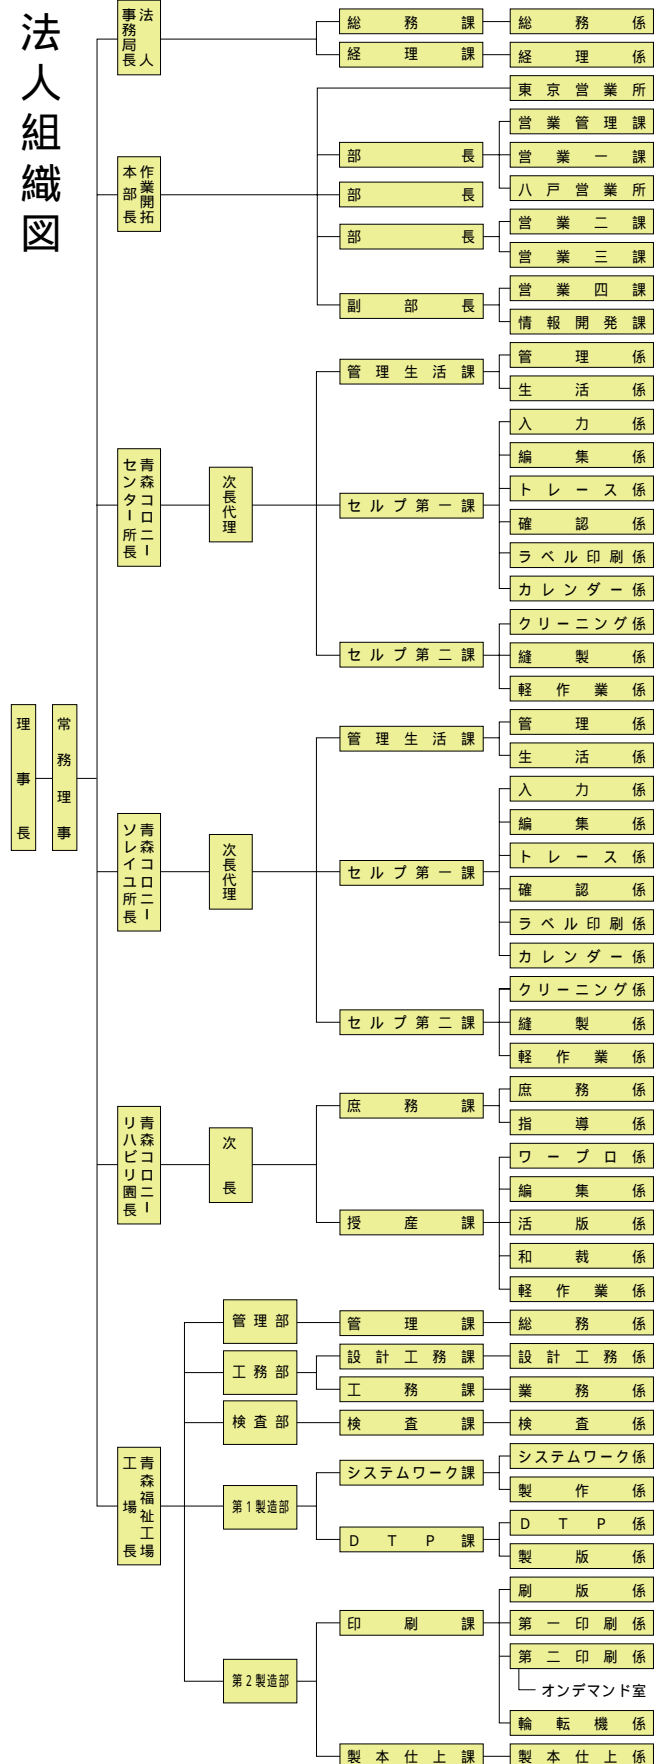 法人組織図
理事長
常務理事
法人
事務局長
総務課
総務係
経理課
経理係
作業開拓
本部長
東京営業所
部長
営業管理課
営業一課
八戸営業所
部長
部長
営業二課
営業三課
副部長
営業四課
情報開発課
青森コロニー
センター所長
次長代理
管理生活課
管理係
生活係
セルプ第一課
入力係
編集係
トレース係
確認係
ラベル印刷係
カレンダー係
セルプ第二課
クリーニング係
縫製係
軽作業係
青森コロニー
ソレイユ所長
次長代理
管理生活課
管理係
生活係
セルプ第一課
入力係
編集係
トレース係
確認係
ラベル印刷係
カレンダー係
セルプ第二課
クリーニング係
縫製係
軽作業係
青森コロニー
リハビリ園長
次長
庶務課
庶務係
指導係
授産課
ワープロ係
編集係
活版係
和裁係
軽作業係
青森福祉工場
工場長
管理部
管理課
総務係
工務部
設計工務課
設計工務係
工務課
業務係
検査部
検査課
検査係
第1製造部
システムワーク課
システムワーク係
製作係
DTP課
DTP係
製版係
第2製造部
印刷課
刷版係
第一印刷係
第二印刷係
オンデマンド室
輪転機係
製本仕上課
製本仕上係